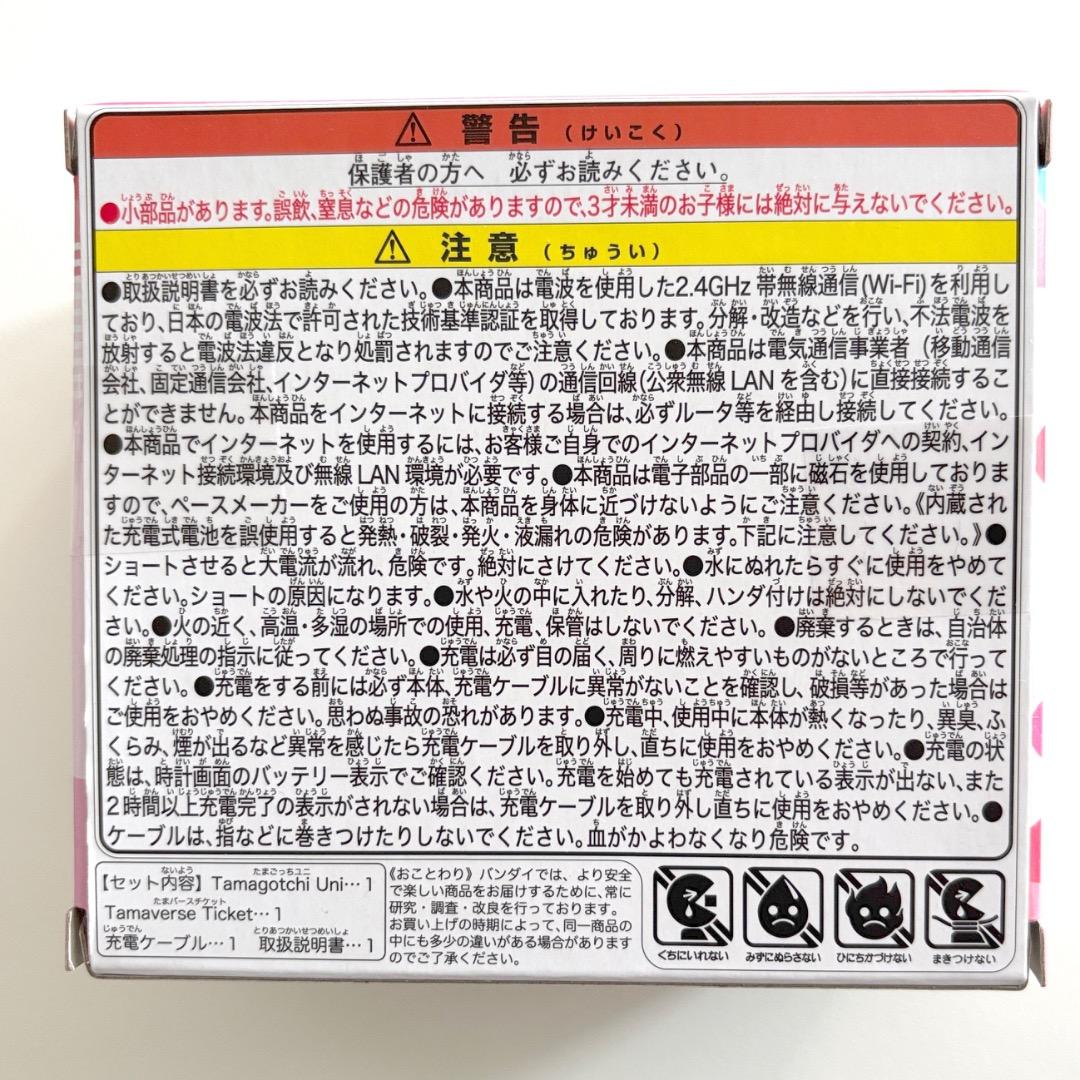 ⚠ 警告 (けいこく)
保護者の方へ 必ずお読みください。
●小部品があります。誤飲、窒息などの危険がありますので、3才未満のお子様には絶対に与えないでください。
⚠ 注意 (ちゅうい)
●取扱説明書を必ずお読みください。●本商品は電波を使用した2.4GHz帯無線通信(Wi-Fi)を利用し
ており、日本の電波法で許可された技術基準認証を取得しております。分解・改造などを行い、不法電波を
放射すると電波法違反となり処罰されますのでご注意ください。●本商品は電気通信事業者（移動通信
会社、固定通信会社、インターネットプロバイダ等)の通信回線(公衆無線LANを含む)に直接接続するこ
とができません。本商品をインターネットに接続する場合は、必ずルータ等を経由し接続してください。
●本商品でインターネットを使用するには、お客様ご自身でのインターネットプロバイダへの契約、イン
ターネット接続環境及び無線LAN環境が必要です。●本商品は電子部品の一部に磁石を使用しておりま
すので、ペースメーカーをご使用の方は、本商品を身体に近づけないようにご注意ください。《内蔵され
た充電式電池を誤使用すると発熱・破裂・発火・液漏れの危険があります。下記に注意してください。》●
ショートさせると大電流が流れ、危険です。絶対にさけてください。●水にぬれたらすぐに使用をやめて
ください。ショートの原因になります。●水や火の中に入れたり、分解、ハンダ付けは絶対にしないでくだ
さい。●火の近く、高温・多湿の場所での使用、充電、保管はしないでください。●廃棄するときは、自治体
の廃棄処理の指示に従ってください。●充電は必ず目の届く、周りに燃えやすいものがないところで行って
ください。●充電をする前には必ず本体、充電ケーブルに異常がないことを確認し、破損等があった場合は
ご使用をおやめください。思わぬ事故の恐れがあります。●充電中、使用中に本体が熱くなったり、異臭、ふ
くらみ、煙が出るなど異常を感じたら充電ケーブルを取り外し、直ちに使用をおやめください。●充電の状
態は、時計画面のバッテリー表示でご確認ください。充電を始めても充電されている表示が出ない、また
2時間以上充電完了の表示がされない場合は、充電ケーブルを取り外し直ちに使用をおやめください。●
ケーブルは、指などに巻きつけたりしないでください。血がかよわなくなり危険です。
【セット内容】Tamagotchi Uni…1
Tamaverse Ticket…1
充電ケーブル…1 取扱説明書…1
《おことわり》バンダイでは、より安全
で楽しい商品をお届けするために、常に
研究・調査・改良を行っております。
お買い上げの時期によって、同一商品の
中にも多少の違いがある場合があります
のでご了承ください。
くちにいれない みずにぬらさない ひにちかづけない まきつけない